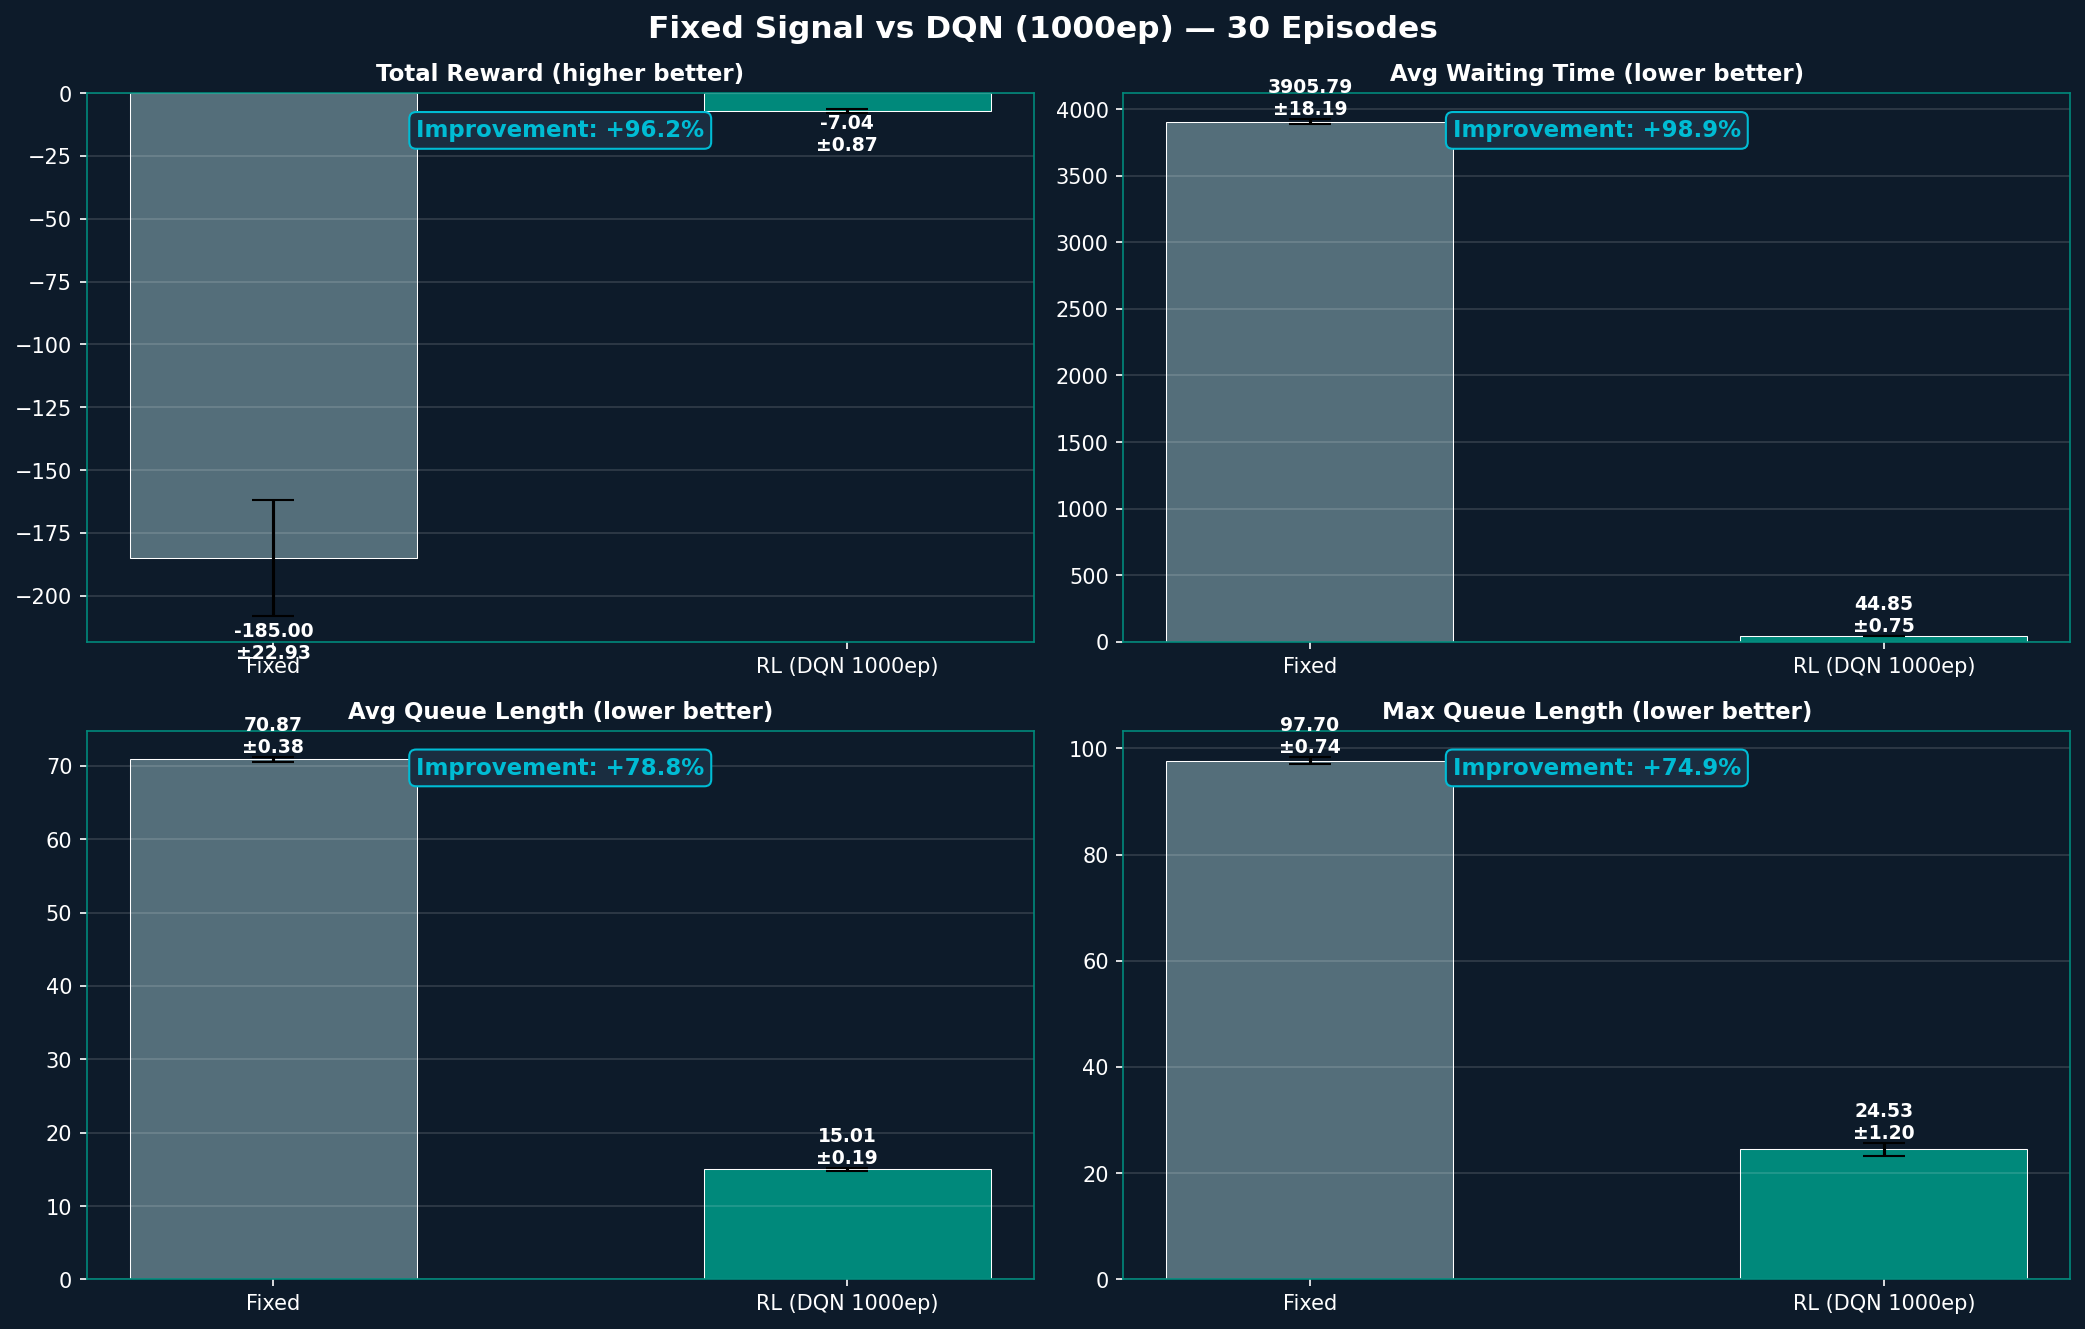 Fixed Signal vs DQN (1000ep) — 30 Episodes
Total Reward (higher better)
0
−25
−50
−75
−100
−125
−150
−175
−200
Improvement: +96.2%
-7.04
±0.87
-185.00
±22.93
Fixed
RL (DQN 1000ep)
Avg Waiting Time (lower better)
3905.79
±18.19
4000
3500
3000
2500
2000
1500
1000
500
0
Improvement: +98.9%
44.85
±0.75
Fixed
RL (DQN 1000ep)
Avg Queue Length (lower better)
70.87
±0.38
70
60
50
40
30
20
10
0
Improvement: +78.8%
15.01
±0.19
Fixed
RL (DQN 1000ep)
Max Queue Length (lower better)
97.70
±0.74
100
80
60
40
20
0
Improvement: +74.9%
24.53
±1.20
Fixed
RL (DQN 1000ep)